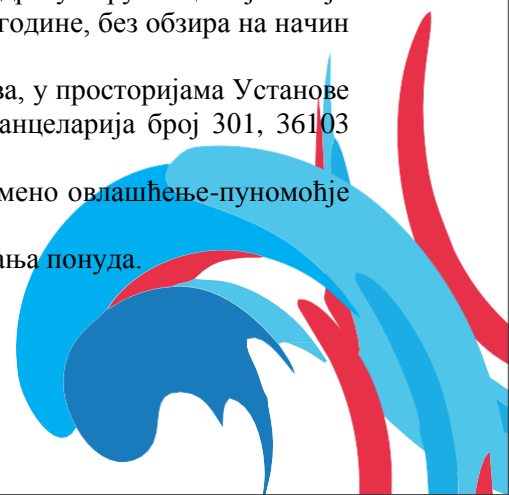 године, без обзира на начин
ва, у просторијама Установе
анцеларија број 301, 36103
мено овлашћење-пуномоћје
ања понуда.